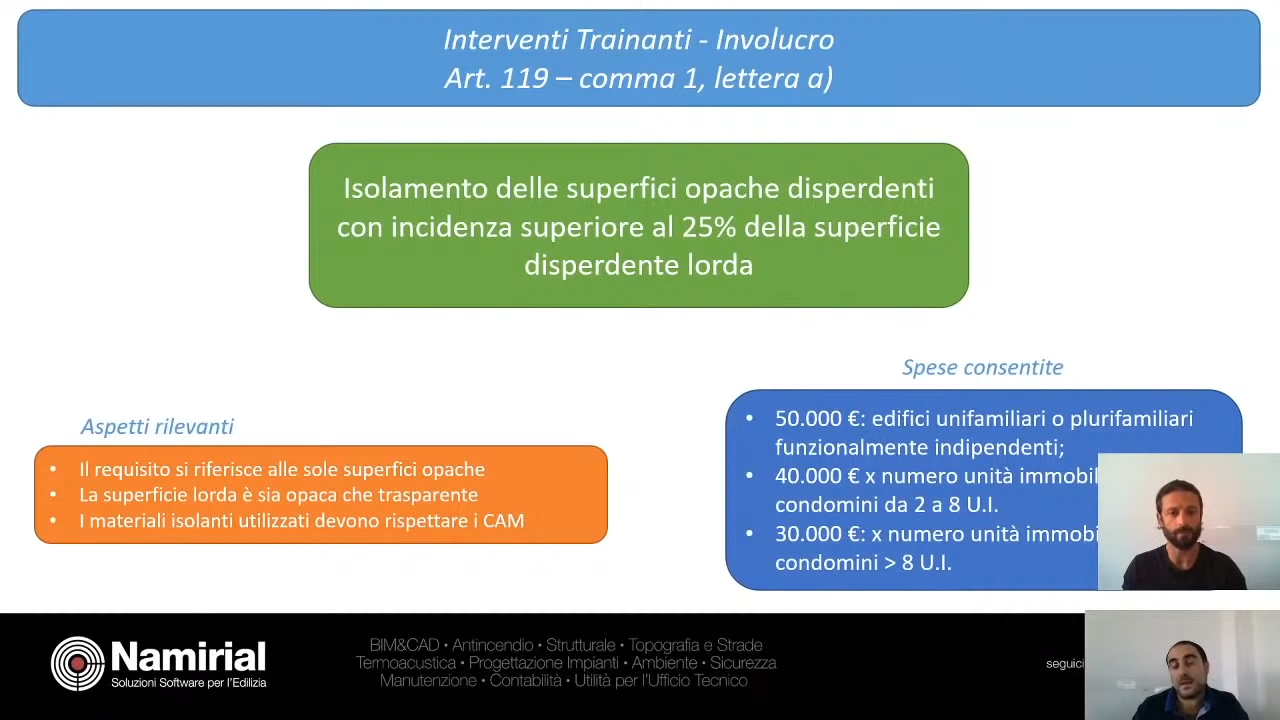 Interventi Trainanti - Involucro
Art. 119 – comma 1, lettera a)
Isolamento delle superfici opache disperdenti
con incidenza superiore al 25% della superficie
disperdente lorda
Aspetti rilevanti
• Il requisito si riferisce alle sole superfici opache
• La superficie lorda è sia opaca che trasparente
• I materiali isolanti utilizzati devono rispettare i CAM
Spese consentite
• 50.000 €: edifici unifamiliari o plurifamiliari
funzionalmente indipendenti;
• 40.000 € x numero unità immobil
condomini da 2 a 8 U.I.
• 30.000 €: x numero unità immobi
condomini > 8 U.I.
Namirial
Soluzioni Software per l'Edilizia
BIM&CAD • Antincendio • Strutturale • Topografia e Strade
Termoacustica • Progettazione Impianti • Ambiente • Sicurezza
Manutenzione • Contabilità • Utilità per l'Ufficio Tecnico
seguici